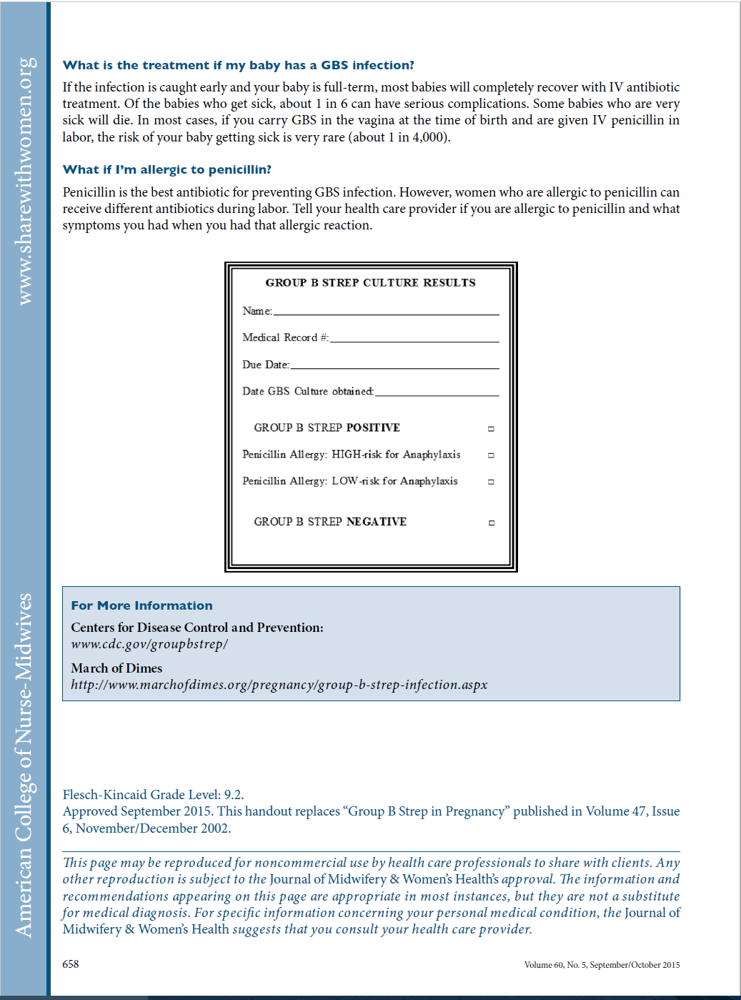 www.sharewithwomen.org
American College of Nurse-Midwives
What is the treatment if my baby has a GBS infection?
If the infection is caught early and your baby is full-term, most babies will completely recover with IV antibiotic
treatment. Of the babies who get sick, about 1 in 6 can have serious complications. Some babies who are very
sick will die. In most cases, if you carry GBS in the vagina at the time of birth and are given IV penicillin in
labor, the risk of your baby getting sick is very rare (about 1 in 4,000).
What if I'm allergic to penicillin?
Penicillin is the best antibiotic for preventing GBS infection. However, women who are allergic to penicillin can
receive different antibiotics during labor. Tell your health care provider if you are allergic to penicillin and what
symptoms you had when you had that allergic reaction.
GROUP B STREP CULTURE RESULTS
Name:
Medical Record #:
Due Date:
Date GBS Culture obtained:
GROUP B STREP POSITIVE □
Penicillin Allergy: HIGH-risk for Anaphylaxis □
Penicillin Allergy: LOW-risk for Anaphylaxis □
GROUP B STREP NEGATIVE □
For More Information
Centers for Disease Control and Prevention:
www.cdc.gov/groupbstrep/
March of Dimes
http://www.marchofdimes.org/pregnancy/group-b-strep-infection.aspx
Flesch-Kincaid Grade Level: 9.2.
Approved September 2015. This handout replaces “Group B Strep in Pregnancy” published in Volume 47, Issue
6, November/December 2002.
This page may be reproduced for noncommercial use by health care professionals to share with clients. Any
other reproduction is subject to the Journal of Midwifery & Women's Health's approval. The information and
recommendations appearing on this page are appropriate in most instances, but they are not a substitute
for medical diagnosis. For specific information concerning your personal medical condition, the Journal of
Midwifery & Women's Health suggests that you consult your health care provider.
658
Volume 60, No. 5, September/October 2015